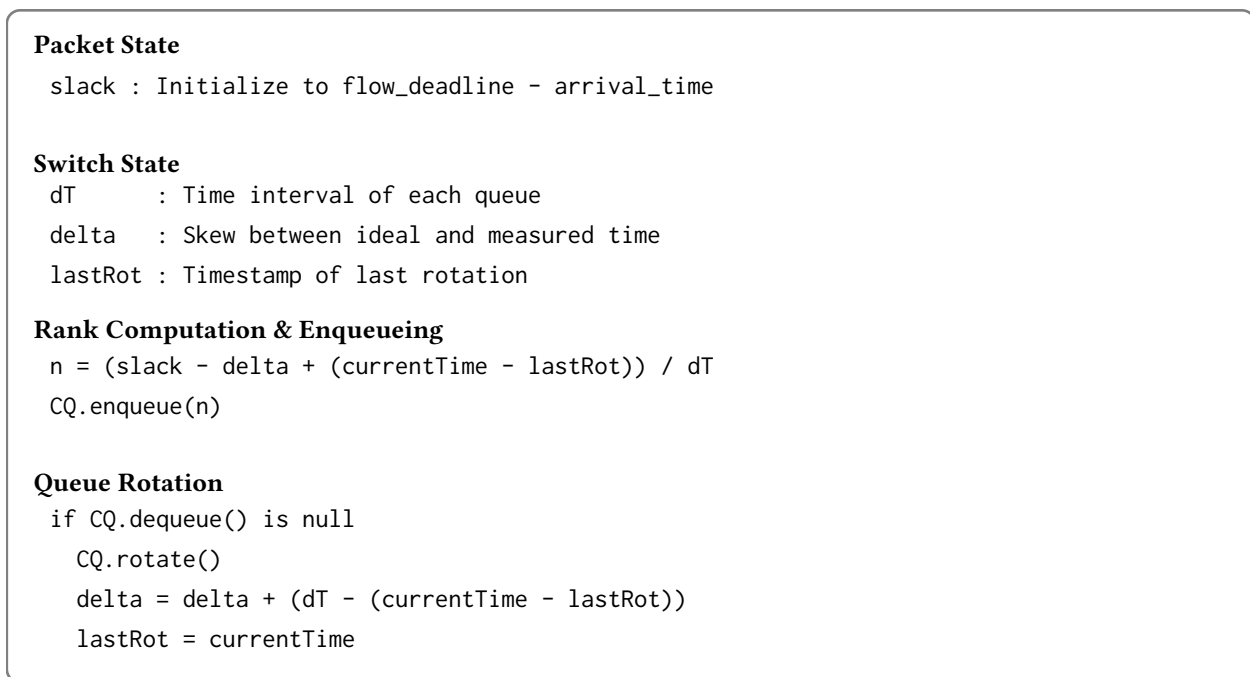 Packet State
slack : Initialize to flow_deadline - arrival_time
Switch State
dT : Time interval of each queue
delta : Skew between ideal and measured time
lastRot : Timestamp of last rotation
Rank Computation & Enqueueing
n = (slack - delta + (currentTime - lastRot)) / dT
CQ.enqueue(n)
Queue Rotation
if CQ.dequeue() is null
CQ.rotate()
delta = delta + (dT - (currentTime - lastRot))
lastRot = currentTime